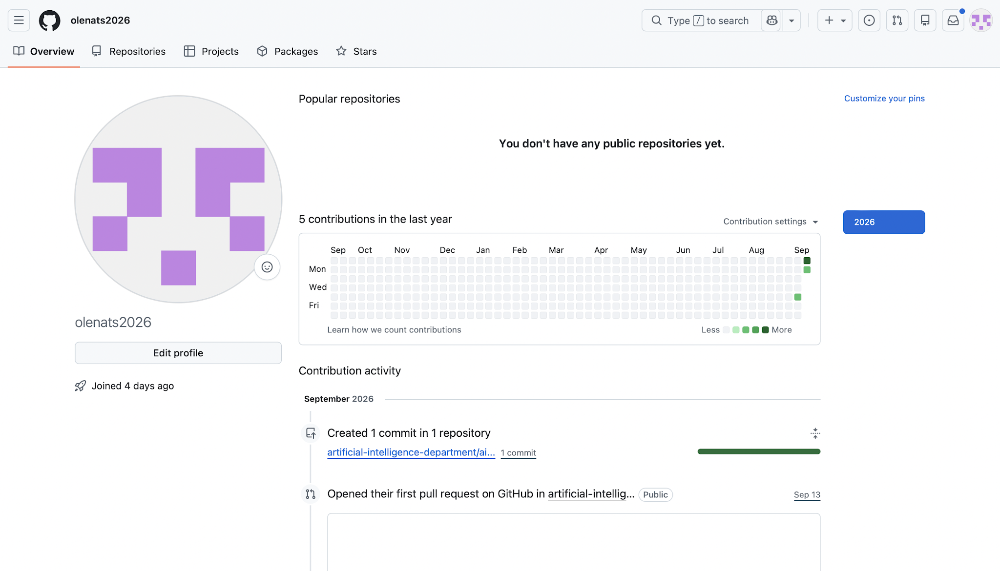 olenats2026
Type / to search
Overview
Repositories
Projects
Packages
Stars
olenats2026
Edit profile
Joined 4 days ago
Popular repositories
Customize your pins
You don't have any public repositories yet.
5 contributions in the last year
Contribution settings
2026
Sep Oct Nov Dec Jan Feb Mar Apr May Jun Jul Aug Sep
Mon
Wed
Fri
Learn how we count contributions
Less More
Contribution activity
September 2026
Created 1 commit in 1 repository
artificial-intelligence-department/ai... 1 commit
Opened their first pull request on GitHub in artificial-intellig... Public Sep 13